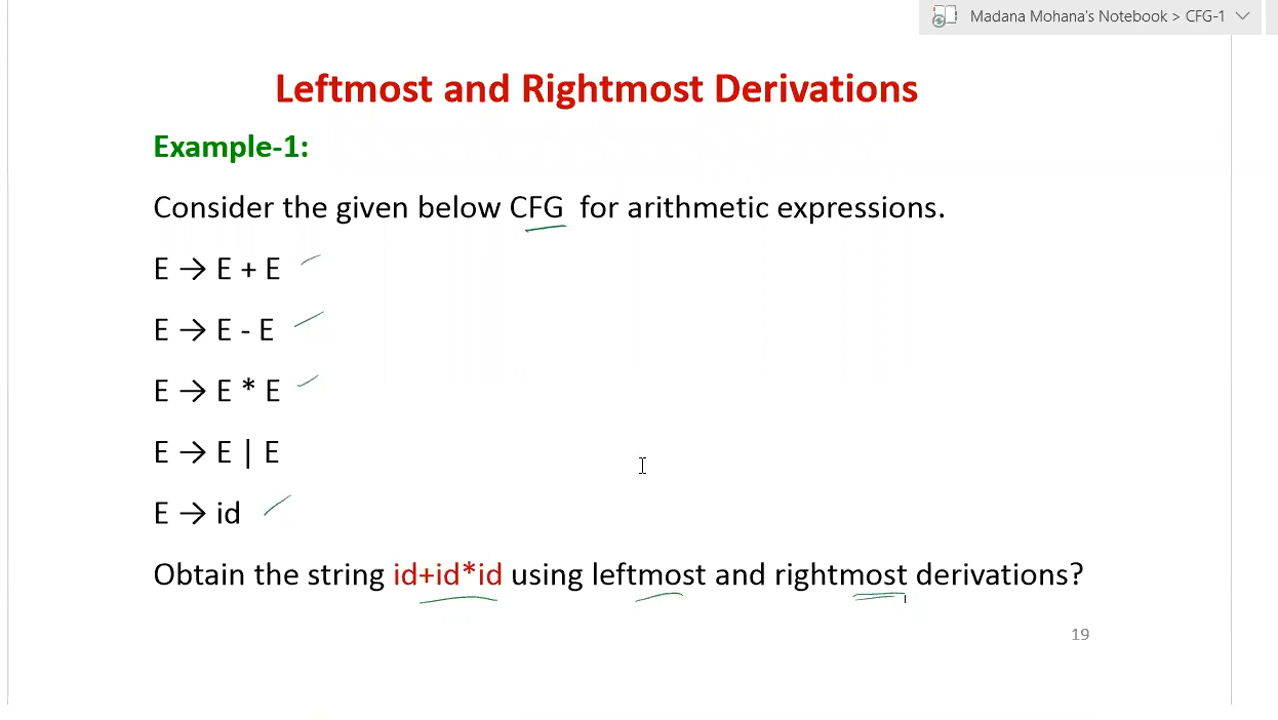 Madana Mohana's Notebook > CFG-1
Leftmost and Rightmost Derivations
Example-1:
Consider the given below CFG for arithmetic expressions.
E → E + E
E → E - E
E → E * E
E → E | E
E → id
Obtain the string id+id*id using leftmost and rightmost derivations?
19